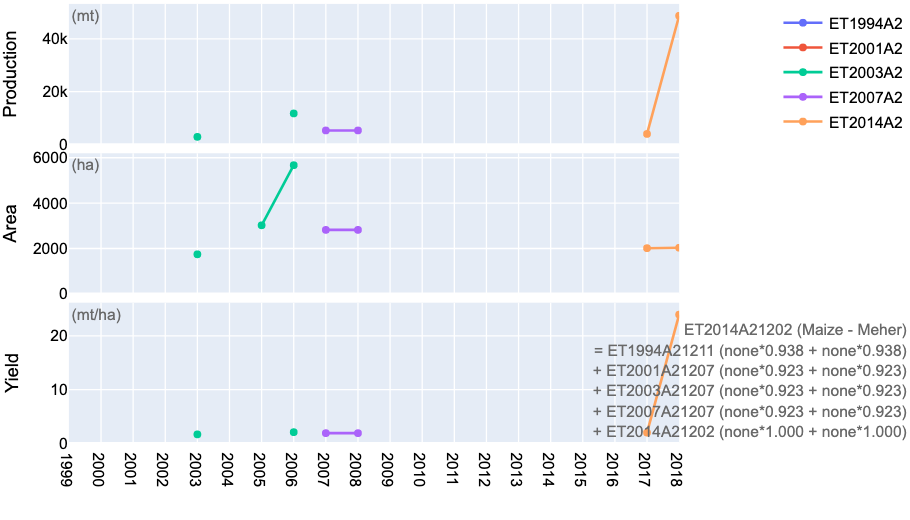 (mt)
Production
40k
20k
0
ET1994A2
ET2001A2
ET2003A2
ET2007A2
ET2014A2
(ha)
Area
6000
4000
2000
0
(mt/ha)
Yield
20
10
0
ET2014A21202 (Maize - Meher)
= ET1994A21211 (none*0.938 + none*0.938)
+ ET2001A21207 (none*0.923 + none*0.923)
+ ET2003A21207 (none*0.923 + none*0.923)
+ ET2007A21207 (none*0.923 + none*0.923)
+ ET2014A21202 (none*1.000 + none*1.000)
1999
2000
2001
2002
2003
2004
2005
2006
2007
2008
2009
2010
2011
2012
2013
2014
2015
2016
2017
2018